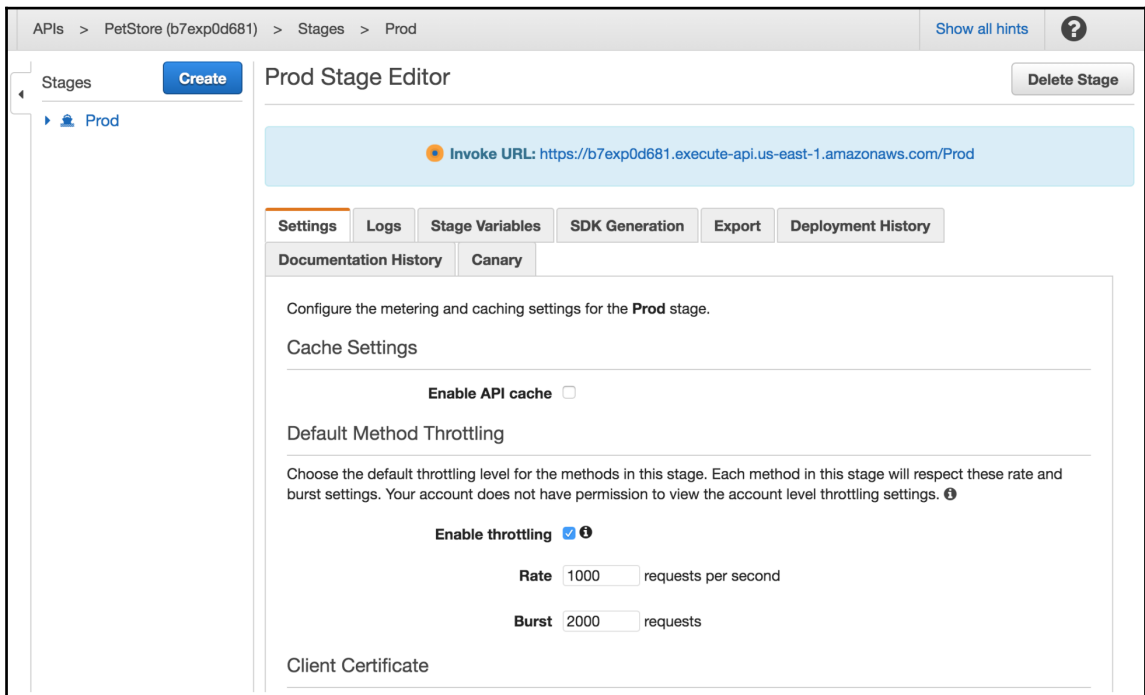 APIs > PetStore (b7exp0d681) > Stages > Prod
Show all hints
?
Stages
Create
Prod
Prod Stage Editor
Delete Stage
Invoke URL: https://b7exp0d681.execute-api.us-east-1.amazonaws.com/Prod
Settings Logs Stage Variables SDK Generation Export Deployment History
Documentation History Canary
Configure the metering and caching settings for the Prod stage.
Cache Settings
Enable API cache
Default Method Throttling
Choose the default throttling level for the methods in this stage. Each method in this stage will respect these rate and
burst settings. Your account does not have permission to view the account level throttling settings.
Enable throttling
Rate 1000 requests per second
Burst 2000 requests
Client Certificate